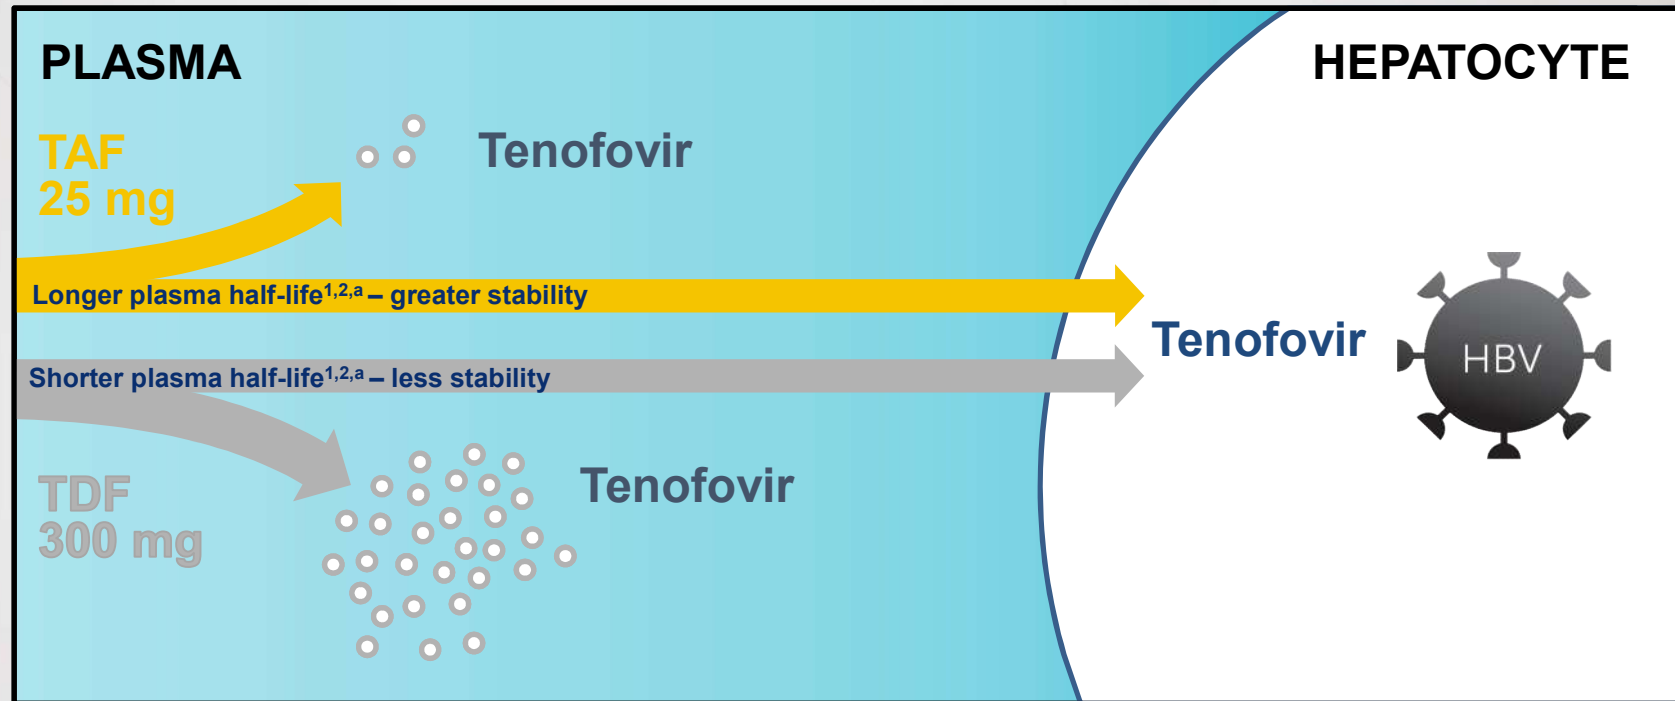 PLASMA
HEPATOCYTE
TAF
25 mg
Tenofovir
Longer plasma half-life1,2,a – greater stability
Tenofovir
HBV
Shorter plasma half-life1,2,a – less stability
TDF
300 mg
Tenofovir